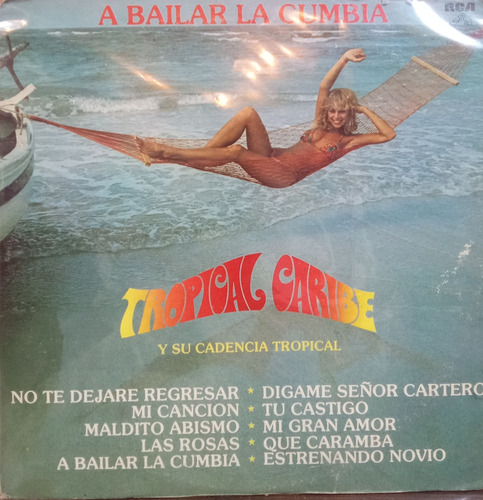 A BAILAR LA CUMBIA
RCA
TROPICAL CARIBE
Y SU CADENCIA TROPICAL
NO TE DEJARE REGRESAR ★ DIGAME SEÑOR CARTERO
MI CANCION ★ TU CASTIGO
MALDITO ABISMO ★ MI GRAN AMOR
LAS ROSAS ★ QUE CARAMBA
A BAILAR LA CUMBIA ★ ESTRENANDO NOVIO